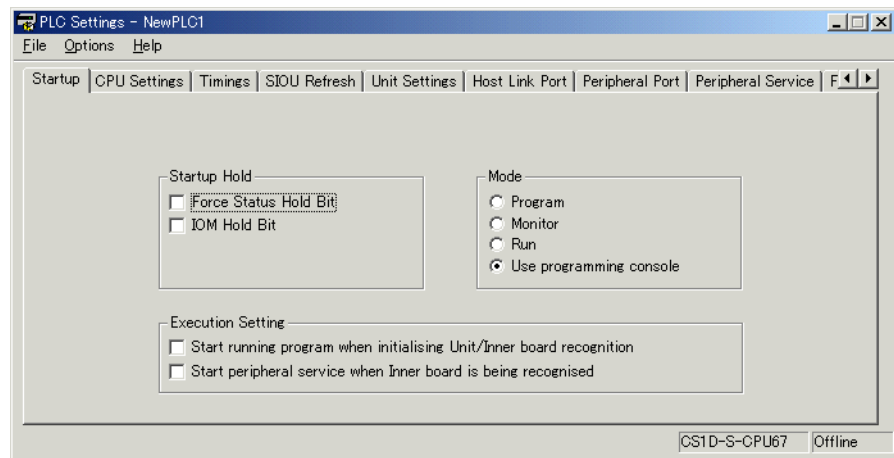 PLC Settings - NewPLC1
File Options Help
Startup CPU Settings Timings SIOU Refresh Unit Settings Host Link Port Peripheral Port Peripheral Service F
Startup Hold
Force Status Hold Bit
IOM Hold Bit
Mode
Program
Monitor
Run
Use programming console
Execution Setting
Start running program when initialising Unit/Inner board recognition
Start peripheral service when Inner board is being recognised
CS1D-S-CPU67 Offline